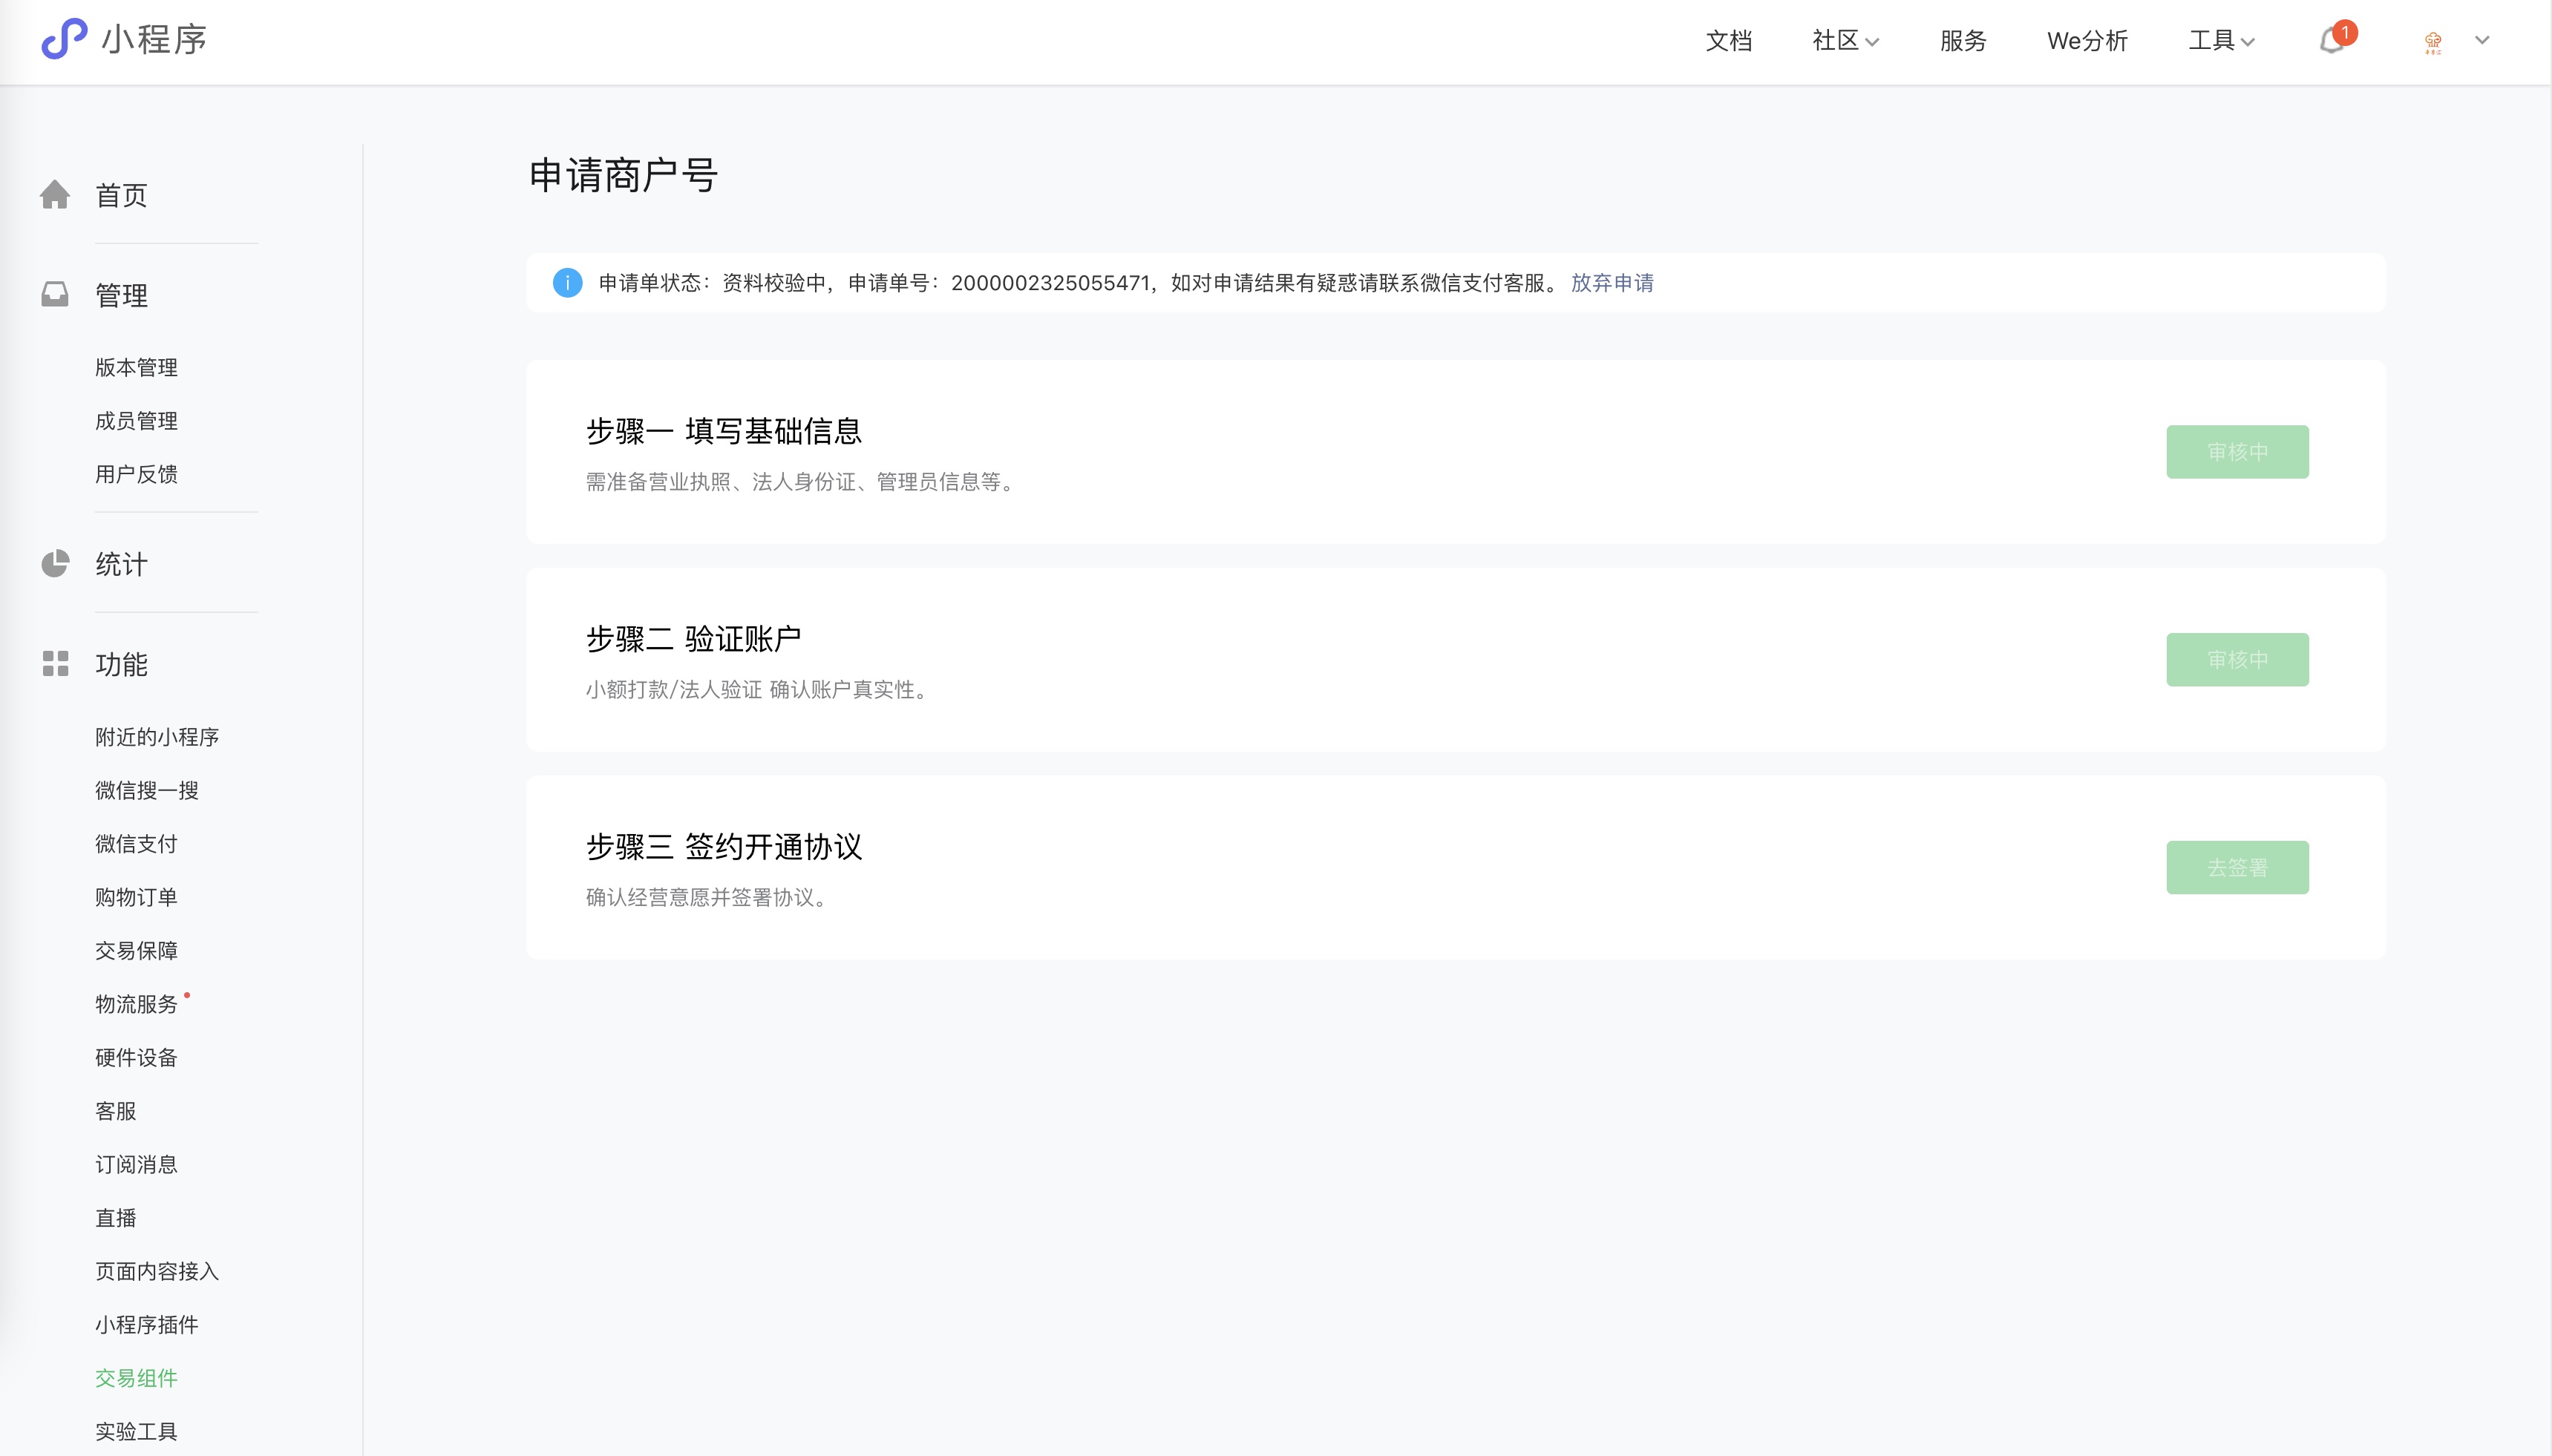 小程序
文档 社区 服务 We分析 工具 1
首页
管理
版本管理
成员管理
用户反馈
统计
功能
附近的小程序
微信搜一搜
微信支付
购物订单
交易保障
物流服务
硬件设备
客服
订阅消息
直播
页面内容接入
小程序插件
交易组件
实验工具
申请商户号
申请单状态：资料校验中，申请单号：2000002325055471，如对申请结果有疑惑请联系微信支付客服。 放弃申请
步骤一 填写基础信息
需准备营业执照、法人身份证、管理员信息等。
审核中
步骤二 验证账户
小额打款/法人验证 确认账户真实性。
审核中
步骤三 签约开通协议
确认经营意愿并签署协议。
去签署